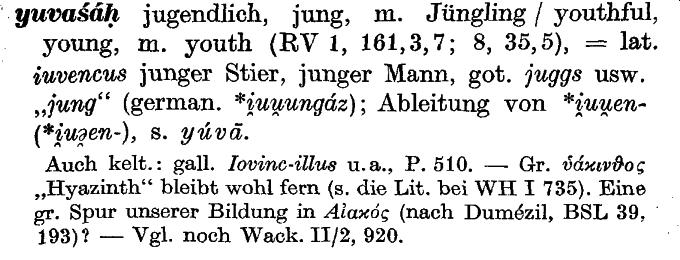 yuvaśáḥ jugendlich, jung, m. Jüngling / youthful,
young, m. youth (RV 1, 161,3,7; 8, 35,5), = lat.
iuvencus junger Stier, junger Mann, got. juggs usw.
„jung“ (german. *i̯uu̯ungáz); Ableitung von *i̯uu̯en-
(*i̯uu̯en-), s. yúvā.
Auch kelt.: gall. Iovinc-illus u.a., P. 510. — Gr. ὑάκινθος
„Hyazinth“ bleibt wohl fern (s. die Lit. bei WH I 735). Eine
gr. Spur unserer Bildung in Αἰακός (nach Dumézil, BSL 39,
193)? — Vgl. noch Wack. II/2, 920.